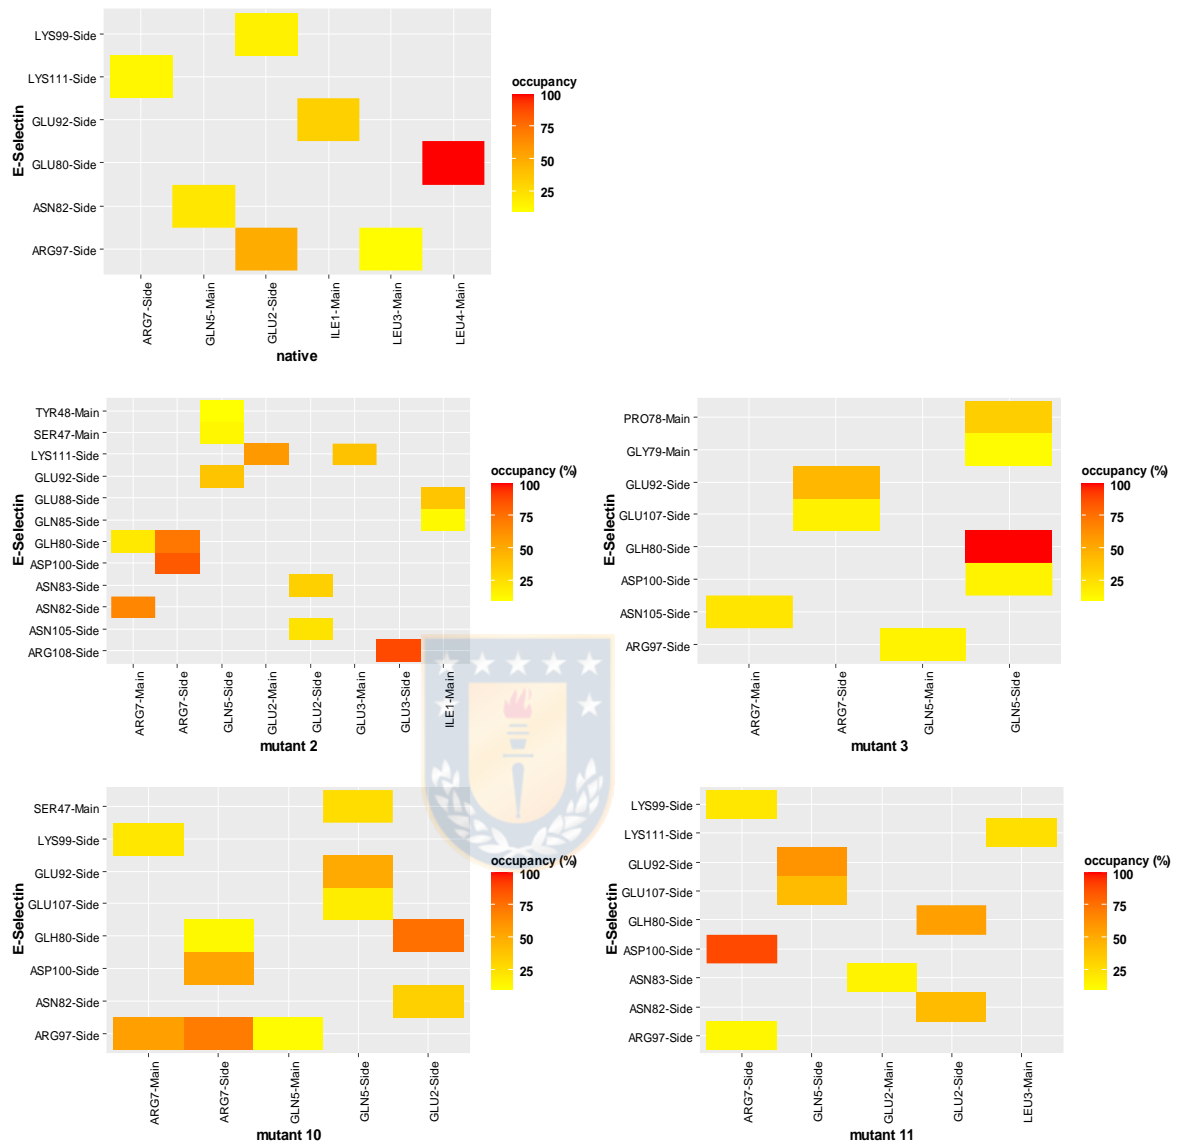 LYS99-Side
LYS111-Side
GLU92-Side
GLU80-Side
ASN82-Side
ARG97-Side
E-Selectin
ARG7-Side
GLN5-Main
GLU2-Side
ILE1-Main
LEU3-Main
LEU4-Main
native
occupancy
100
75
50
25
TYR48-Main
SER47-Main
LYS111-Side
GLU92-Side
GLU88-Side
GLN85-Side
GLH80-Side
ASP100-Side
ASN83-Side
ASN82-Side
ASN105-Side
ARG108-Side
E-Selectin
ARG7-Main
ARG7-Side
GLN5-Side
GLU2-Main
GLU2-Side
GLU3-Main
GLU3-Side
ILE1-Main
mutant 2
occupancy (%)
100
75
50
25
PRO78-Main
GLY79-Main
GLU92-Side
GLU107-Side
GLH80-Side
ASP100-Side
ASN105-Side
ARG97-Side
E-Selectin
ARG7-Main
ARG7-Side
GLN5-Main
GLN5-Side
mutant 3
occupancy (%)
100
75
50
25
SER47-Main
LYS99-Side
GLU92-Side
GLU107-Side
GLH80-Side
ASP100-Side
ASN82-Side
ARG97-Side
E-Selectin
ARG7-Main
ARG7-Side
GLN5-Main
GLN5-Side
GLU2-Side
mutant 10
occupancy (%)
100
75
50
25
LYS99-Side
LYS111-Side
GLU92-Side
GLU107-Side
GLH80-Side
ASP100-Side
ASN83-Side
ASN82-Side
ARG97-Side
E-Selectin
ARG7-Side
GLN5-Side
GLU2-Main
GLU2-Side
LEU3-Main
mutant 11
occupancy (%)
100
75
50
25